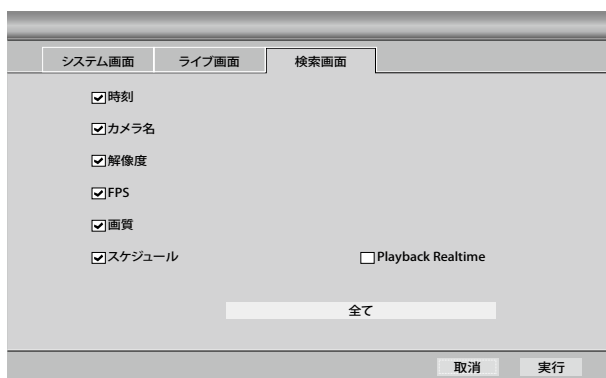 システム画面 ライブ画面 検索画面
時刻
カメラ名
解像度
FPS
画質
スケジュール Playback Realtime
全て
取消 実行